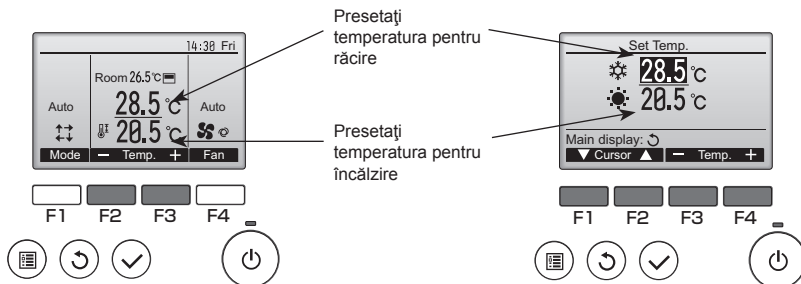 Presetaţi
temperatura pentru
răcire
Presetaţi
temperatura pentru
încălzire
14:30 Fri
Room 26.5°C
Auto
28.5 °C
Auto
20.5 °C
Mode
— Temp. +
Fan
F1 F2 F3 F4
Set Temp.
28.5 °C
20.5 °C
Main display:
▼ Cursor ▲
— Temp. +
F1 F2 F3 F4